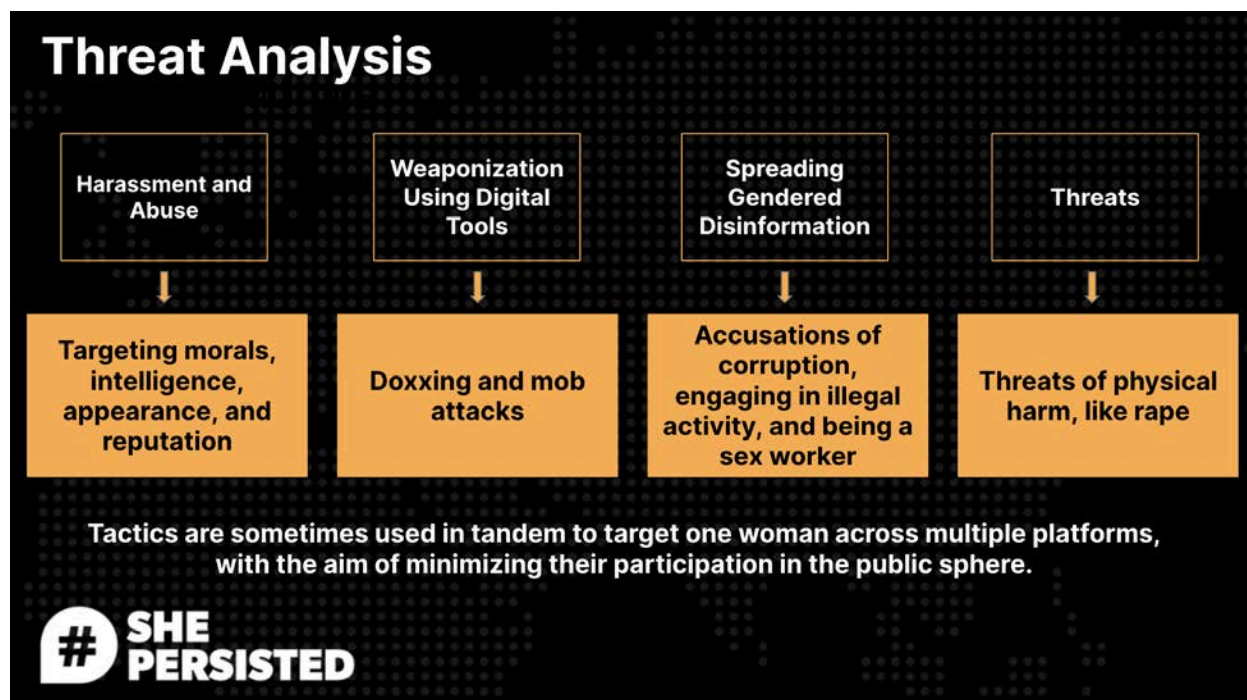 Threat Analysis
Harassment and
Abuse
Targeting morals,
intelligence,
appearance, and
reputation
Weaponization
Using Digital
Tools
Doxxing and mob
attacks
Spreading
Gendered
Disinformation
Accusations of
corruption,
engaging in illegal
activity, and being a
sex worker
Threats
Threats of physical
harm, like rape
Tactics are sometimes used in tandem to target one woman across multiple platforms,
with the aim of minimizing their participation in the public sphere.
# SHE
PERSISTED